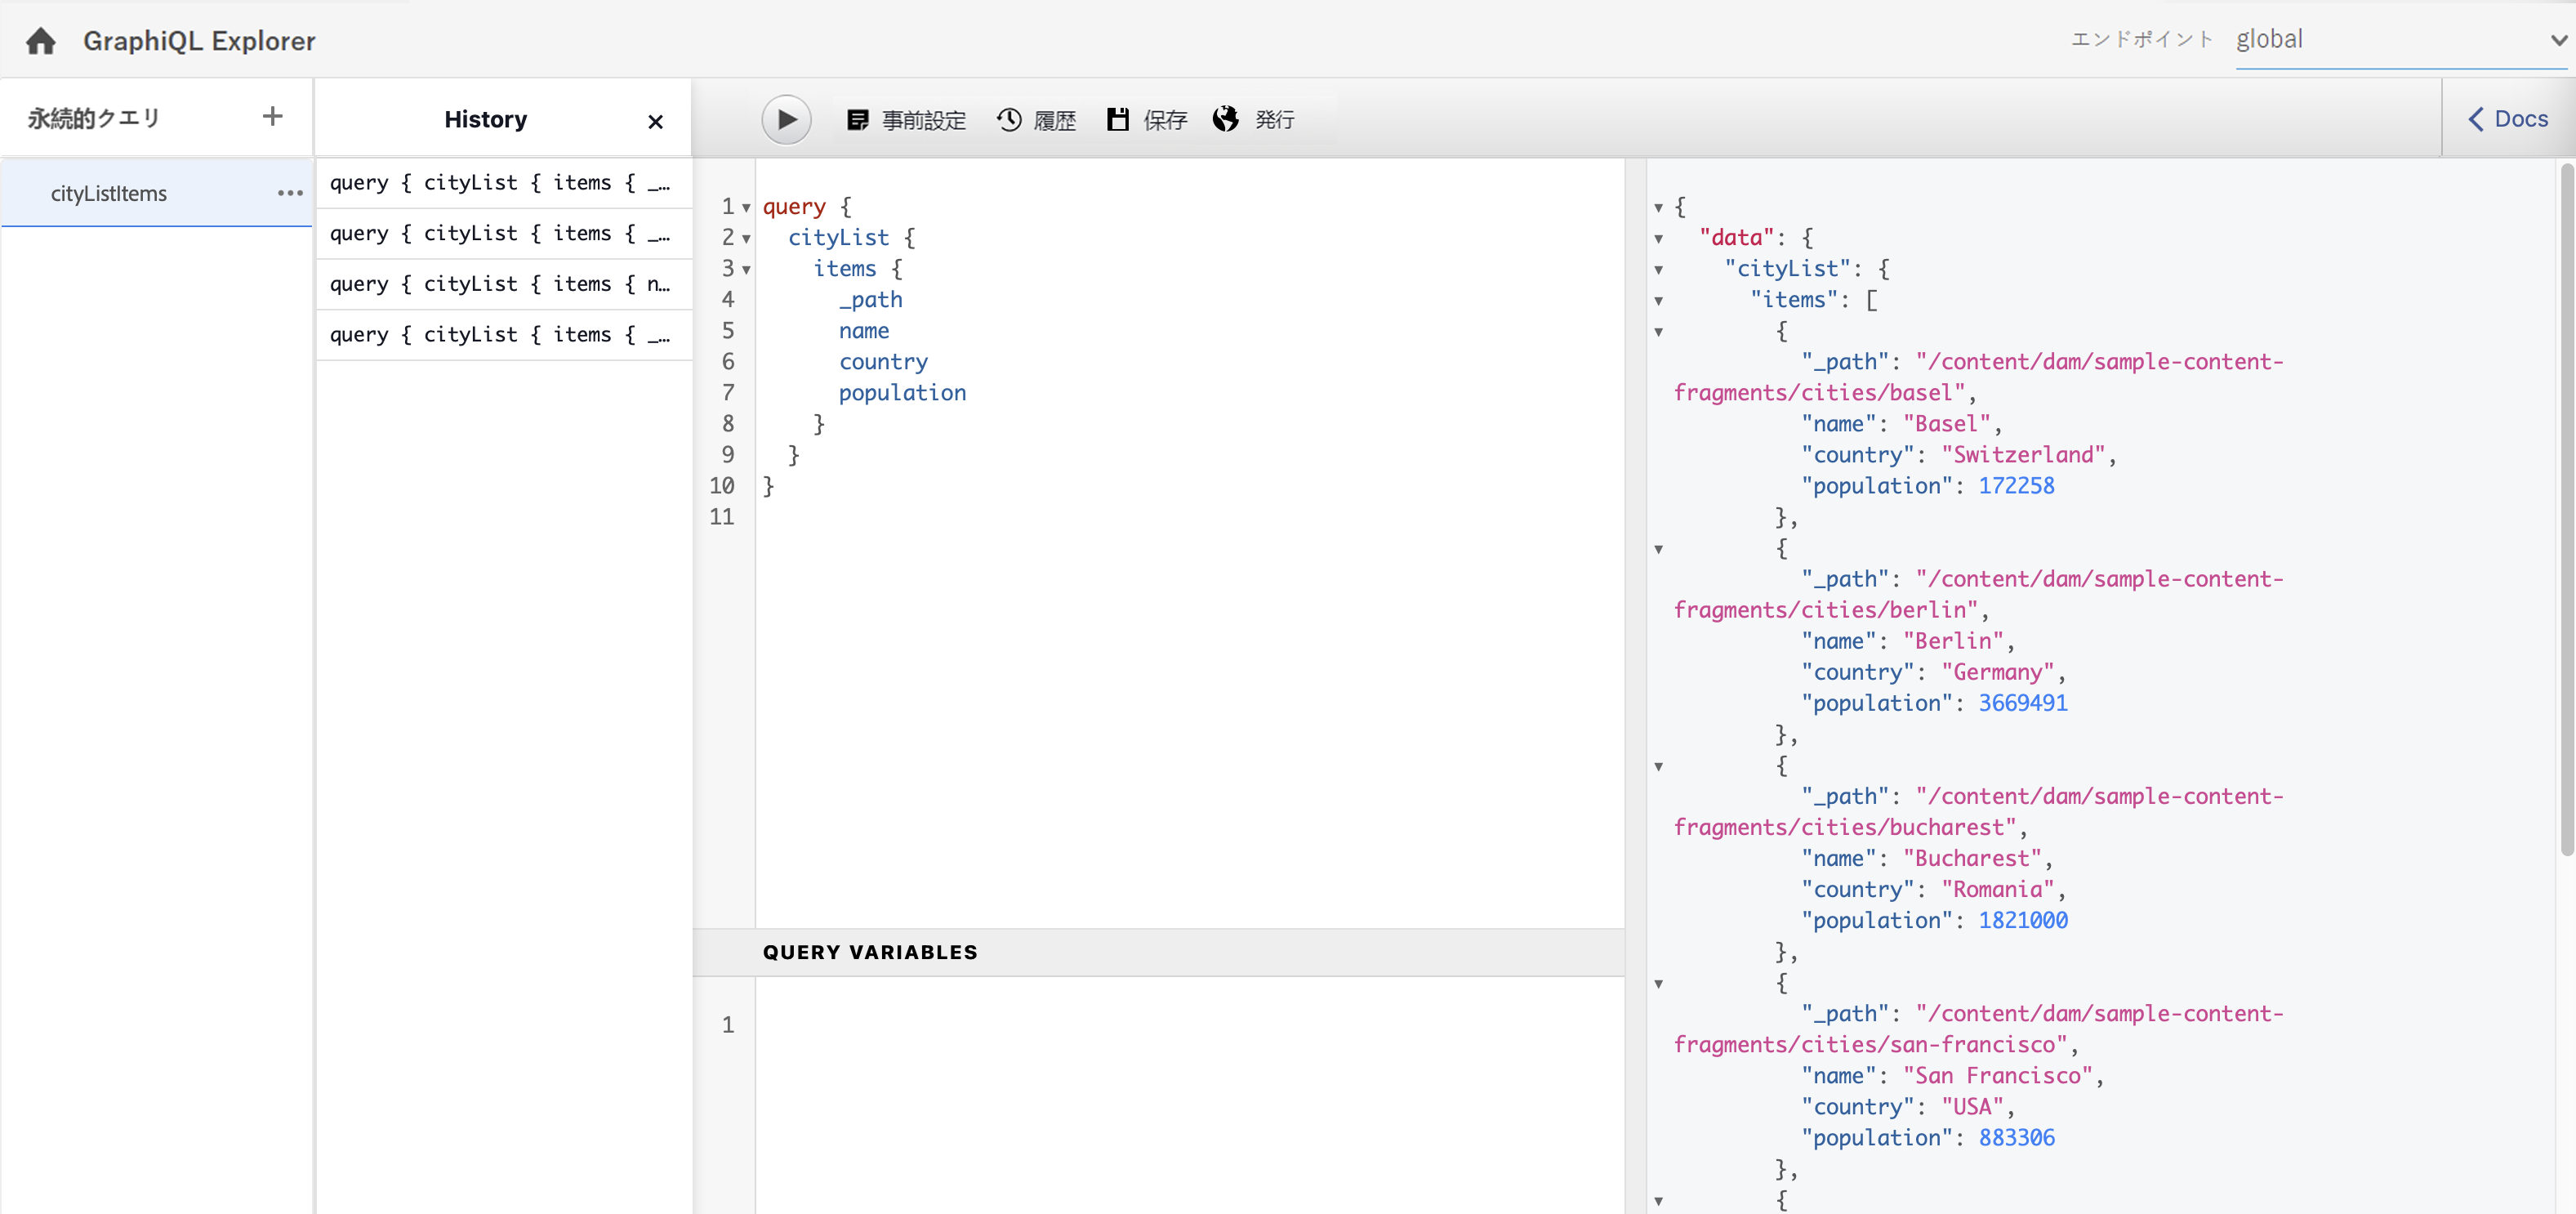 GraphiQL Explorer
エンドポイント global
永続的クエリ +
cityListItems •••
History ×
query { cityList { items { _…
query { cityList { items { _…
query { cityList { items { n…
query { cityList { items { _…
事前設定 履歴 保存 発行
Docs
1 query {
2 cityList {
3 items {
4 _path
5 name
6 country
7 population
8 }
9 }
10 }
11
QUERY VARIABLES
1
{
"data": {
"cityList": {
"items": [
{
"_path": "/content/dam/sample-content-
fragments/cities/basel",
"name": "Basel",
"country": "Switzerland",
"population": 172258
},
{
"_path": "/content/dam/sample-content-
fragments/cities/berlin",
"name": "Berlin",
"country": "Germany",
"population": 3669491
},
{
"_path": "/content/dam/sample-content-
fragments/cities/bucharest",
"name": "Bucharest",
"country": "Romania",
"population": 1821000
},
{
"_path": "/content/dam/sample-content-
fragments/cities/san-francisco",
"name": "San Francisco",
"country": "USA",
"population": 883306
},
{